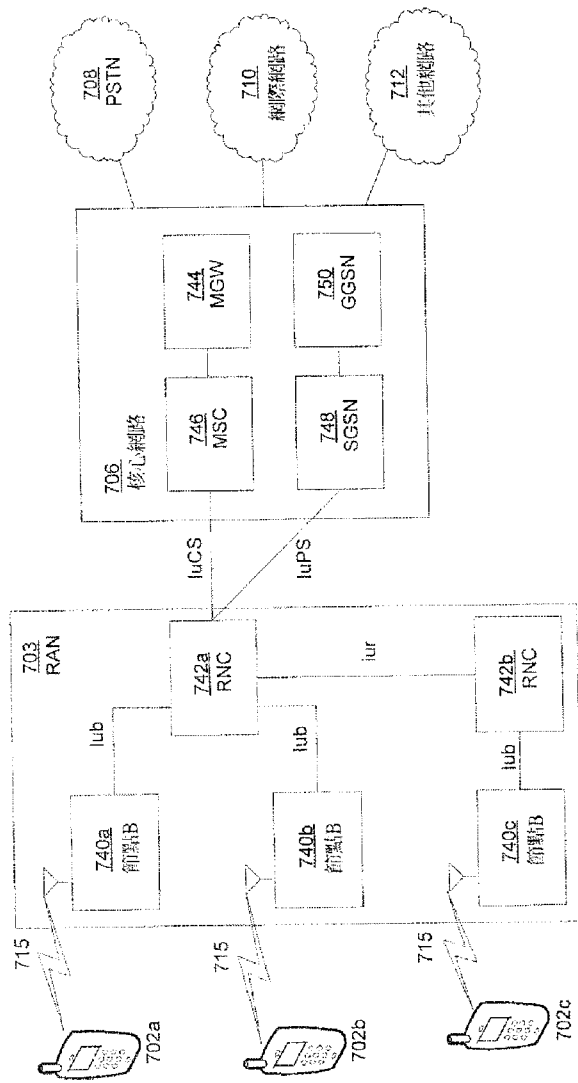 708
PSTN
710
網際網路
712
其他網路
706
核心網路
744
MGW
746
MSC
750
GGSN
748
SGSN
IuCS
IuPS
703
RAN
742a
RNC
iur
742b
RNC
Iub
Iub
Iub
740a
節點B
740b
節點B
740c
節點B
715
715
715
702a
702b
702c